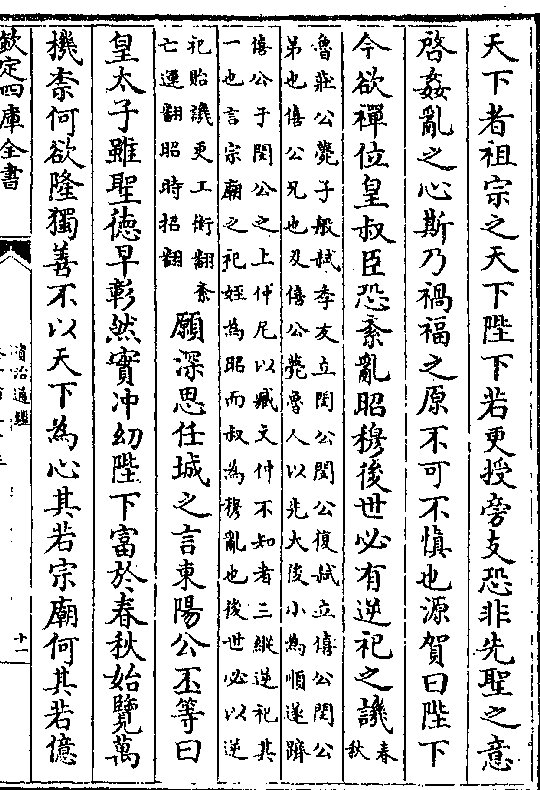 天下者祖宗之天下陛下若更授旁支恐非先聖之意
啓姦亂之心斯乃禍福之原不可不慎也源賀曰陛下
今欲禪位皇叔臣恐紊亂昭穆後世必有逆祀之譏
春
秋
魯莊公薨子般弑季友立閔公閔公復弑立僖公閔公
弟也僖公兄也及僖公薨魯人以先大後小為順遂躋
僖公于閔公之上仲尼以臧文仲不知者三縱逆祀其
一也言宗廟之祀姪為昭而叔為穆亂也後世必以逆
祀貽譏更工衡翻紊
亡運翻昭時招翻
願深思任城之言東陽公丕等曰
皇太子雖聖德早彰然實沖幼陛下富於春秋始覽萬
機柰何欲隆獨善不以天下為心其若宗廟何其若億
欽定四庫全書
資治通鑑
十一